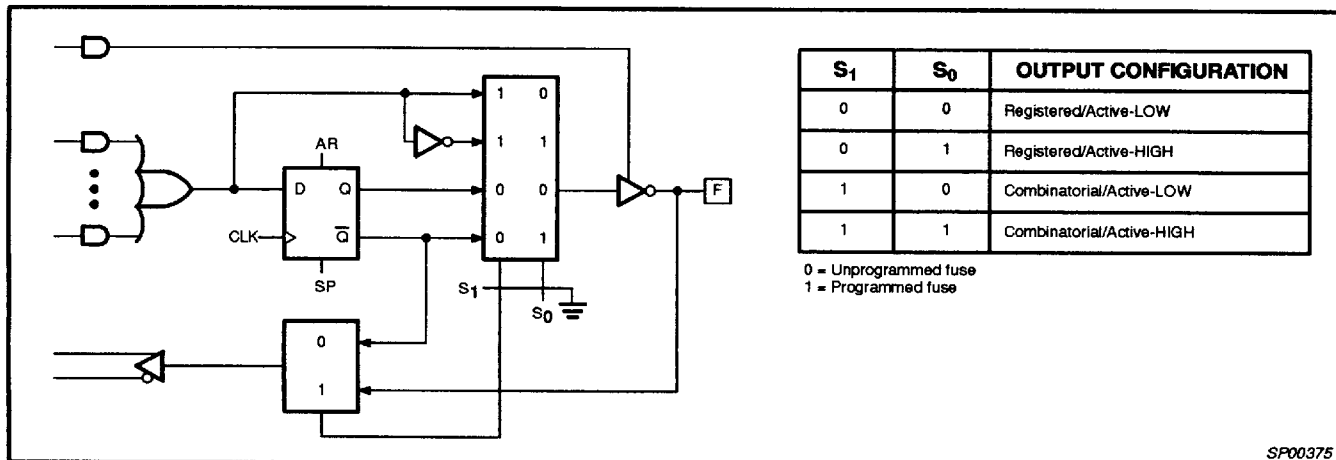 AR
D Q
CLK Q̅
SP
1 0
1 1
0 0
0 1
S1
S0
F
0
1
S1 S0 OUTPUT CONFIGURATION
0 0 Registered/Active-LOW
0 1 Registered/Active-HIGH
1 0 Combinatorial/Active-LOW
1 1 Combinatorial/Active-HIGH
0 = Unprogrammed fuse
1 = Programmed fuse
SP00375